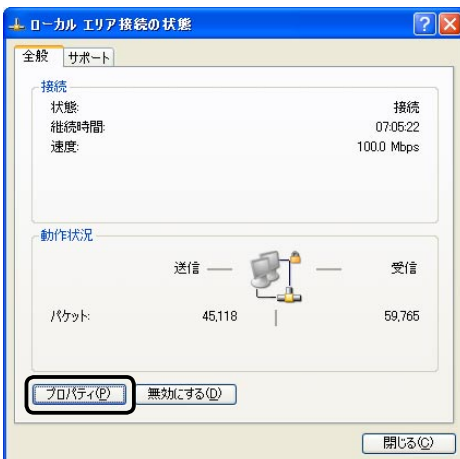 ローカル エリア接続の状態
全般 サポート
接続
状態: 接続
継続時間: 07:05:22
速度: 100.0 Mbps
動作状況
送信 — — 受信
パケット: 45,118 | 59,765
プロパティ(P) 無効にする(D)
閉じる(C)